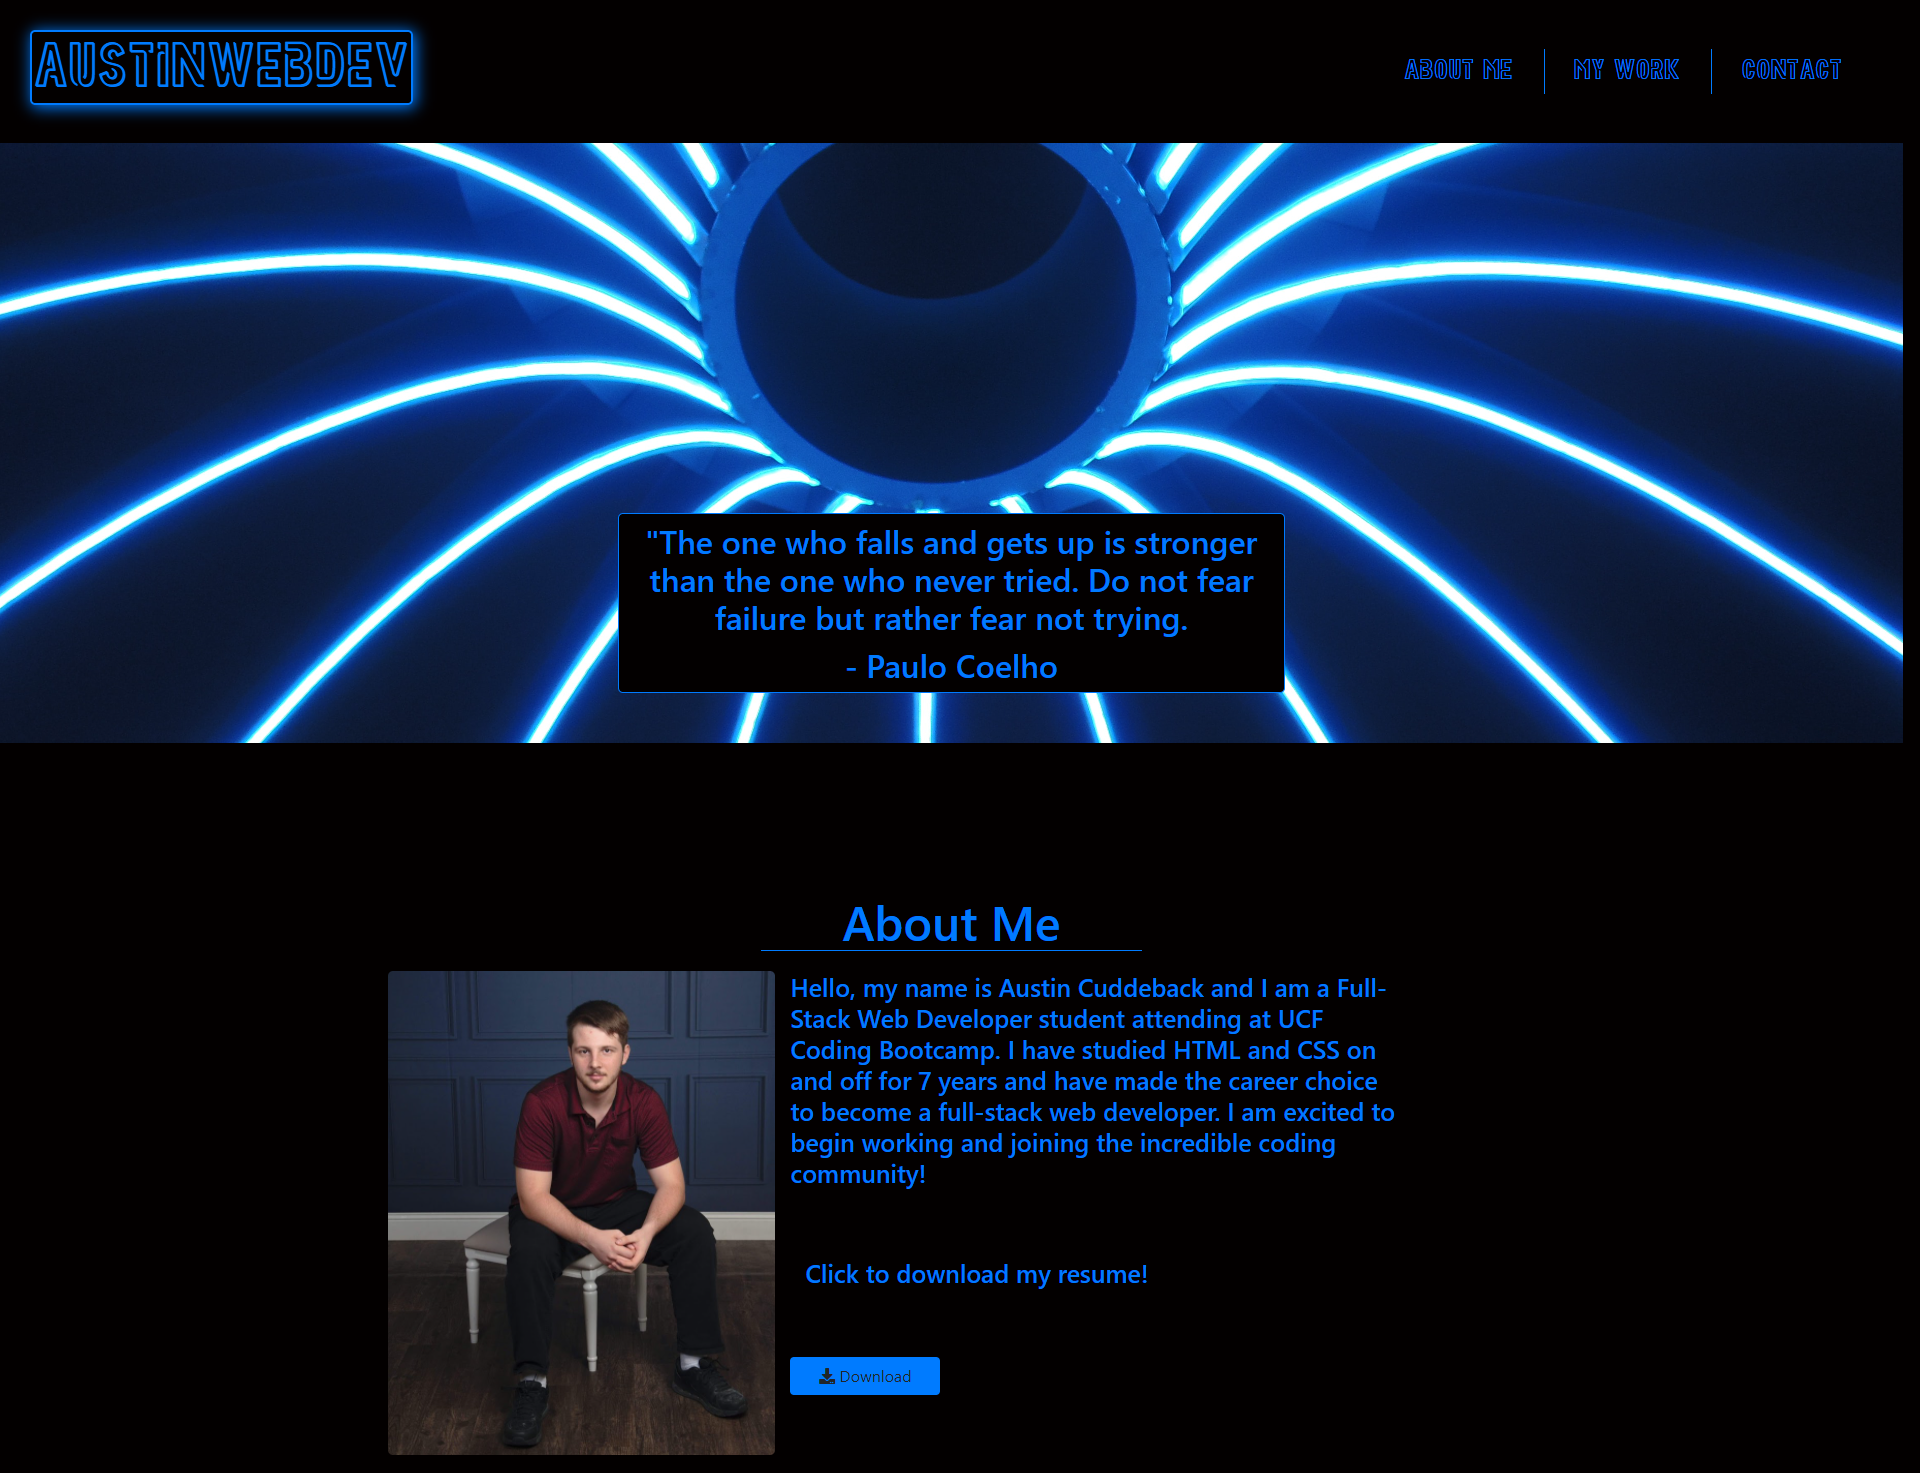 AUSTINWEBDEV
ABOUT ME
MY WORK
CONTACT
"The one who falls and gets up is stronger
than the one who never tried. Do not fear
failure but rather fear not trying.
- Paulo Coelho
About Me
Hello, my name is Austin Cuddeback and I am a Full-
Stack Web Developer student attending at UCF
Coding Bootcamp. I have studied HTML and CSS on
and off for 7 years and have made the career choice
to become a full-stack web developer. I am excited to
begin working and joining the incredible coding
community!
Click to download my resume!
Download